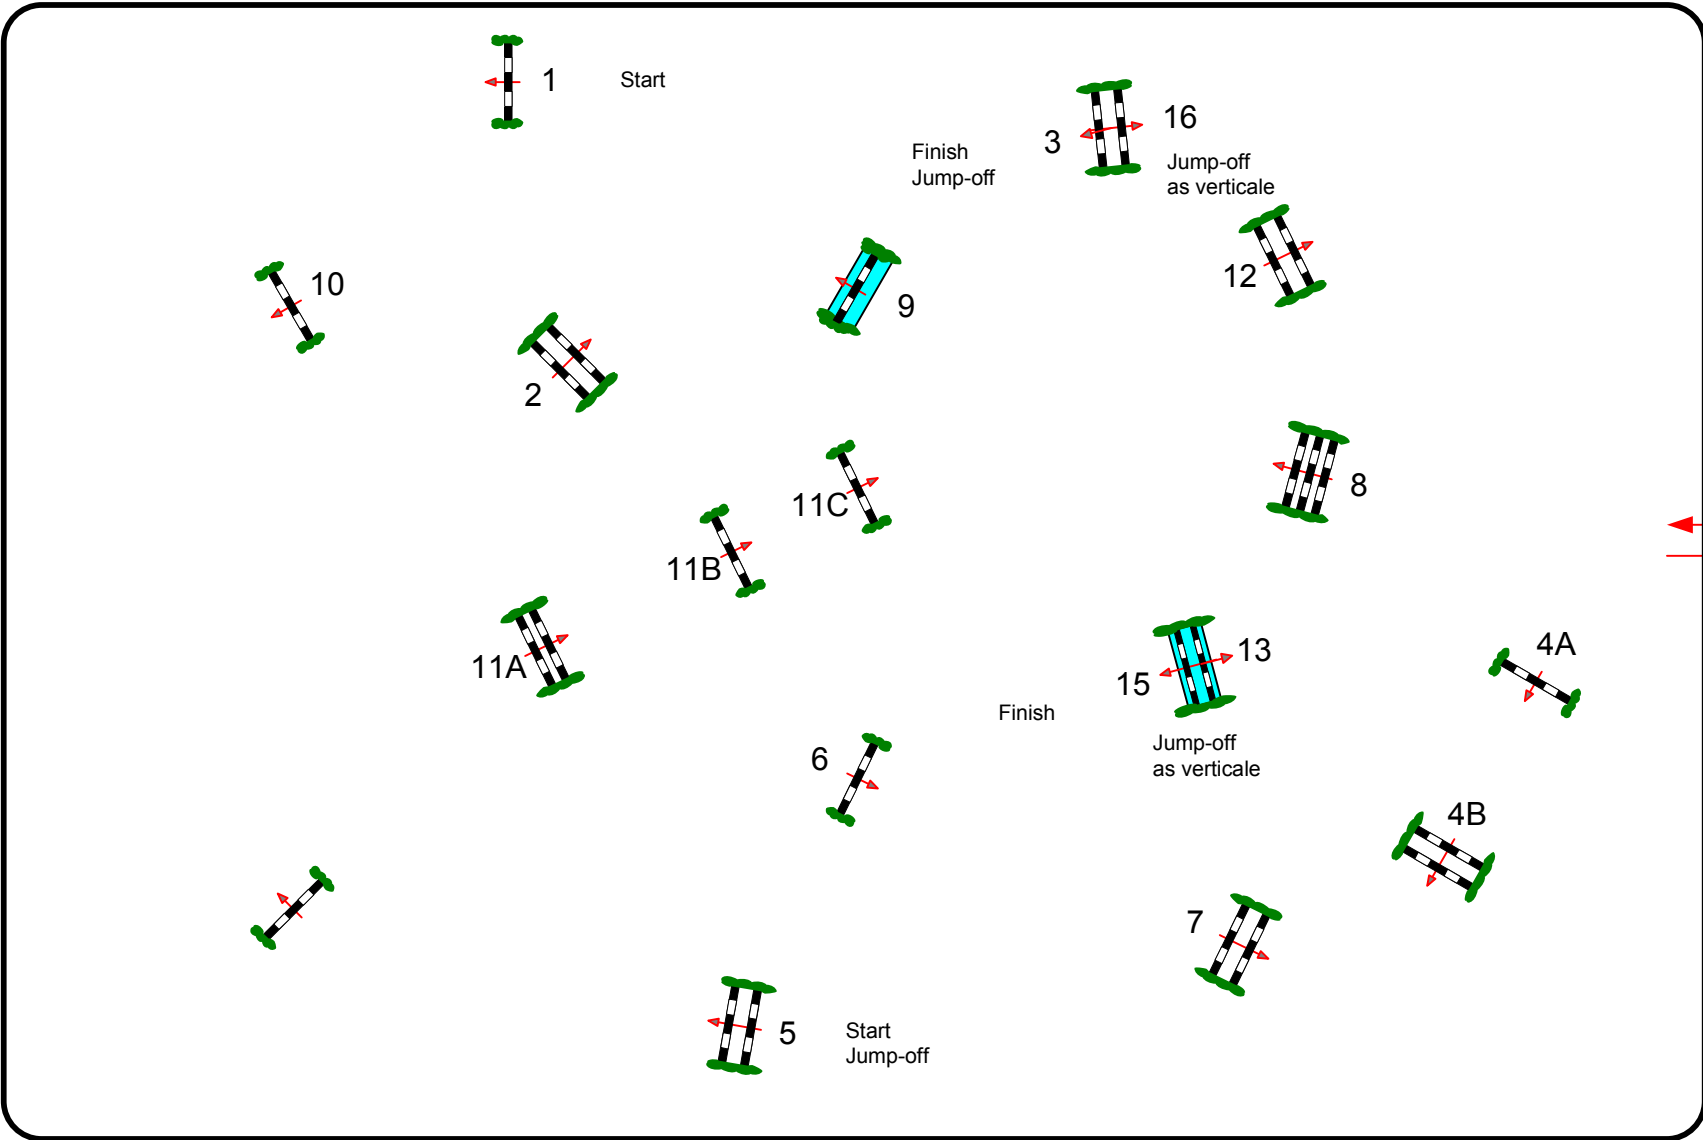 1
Start
3
16
Finish
Jump-off
Jump-off
as verticale
10
12
9
2
11C
8
11B
11A
13
4A
15
Finish
Jump-off
as verticale
6
4B
7
5
Start
Jump-off